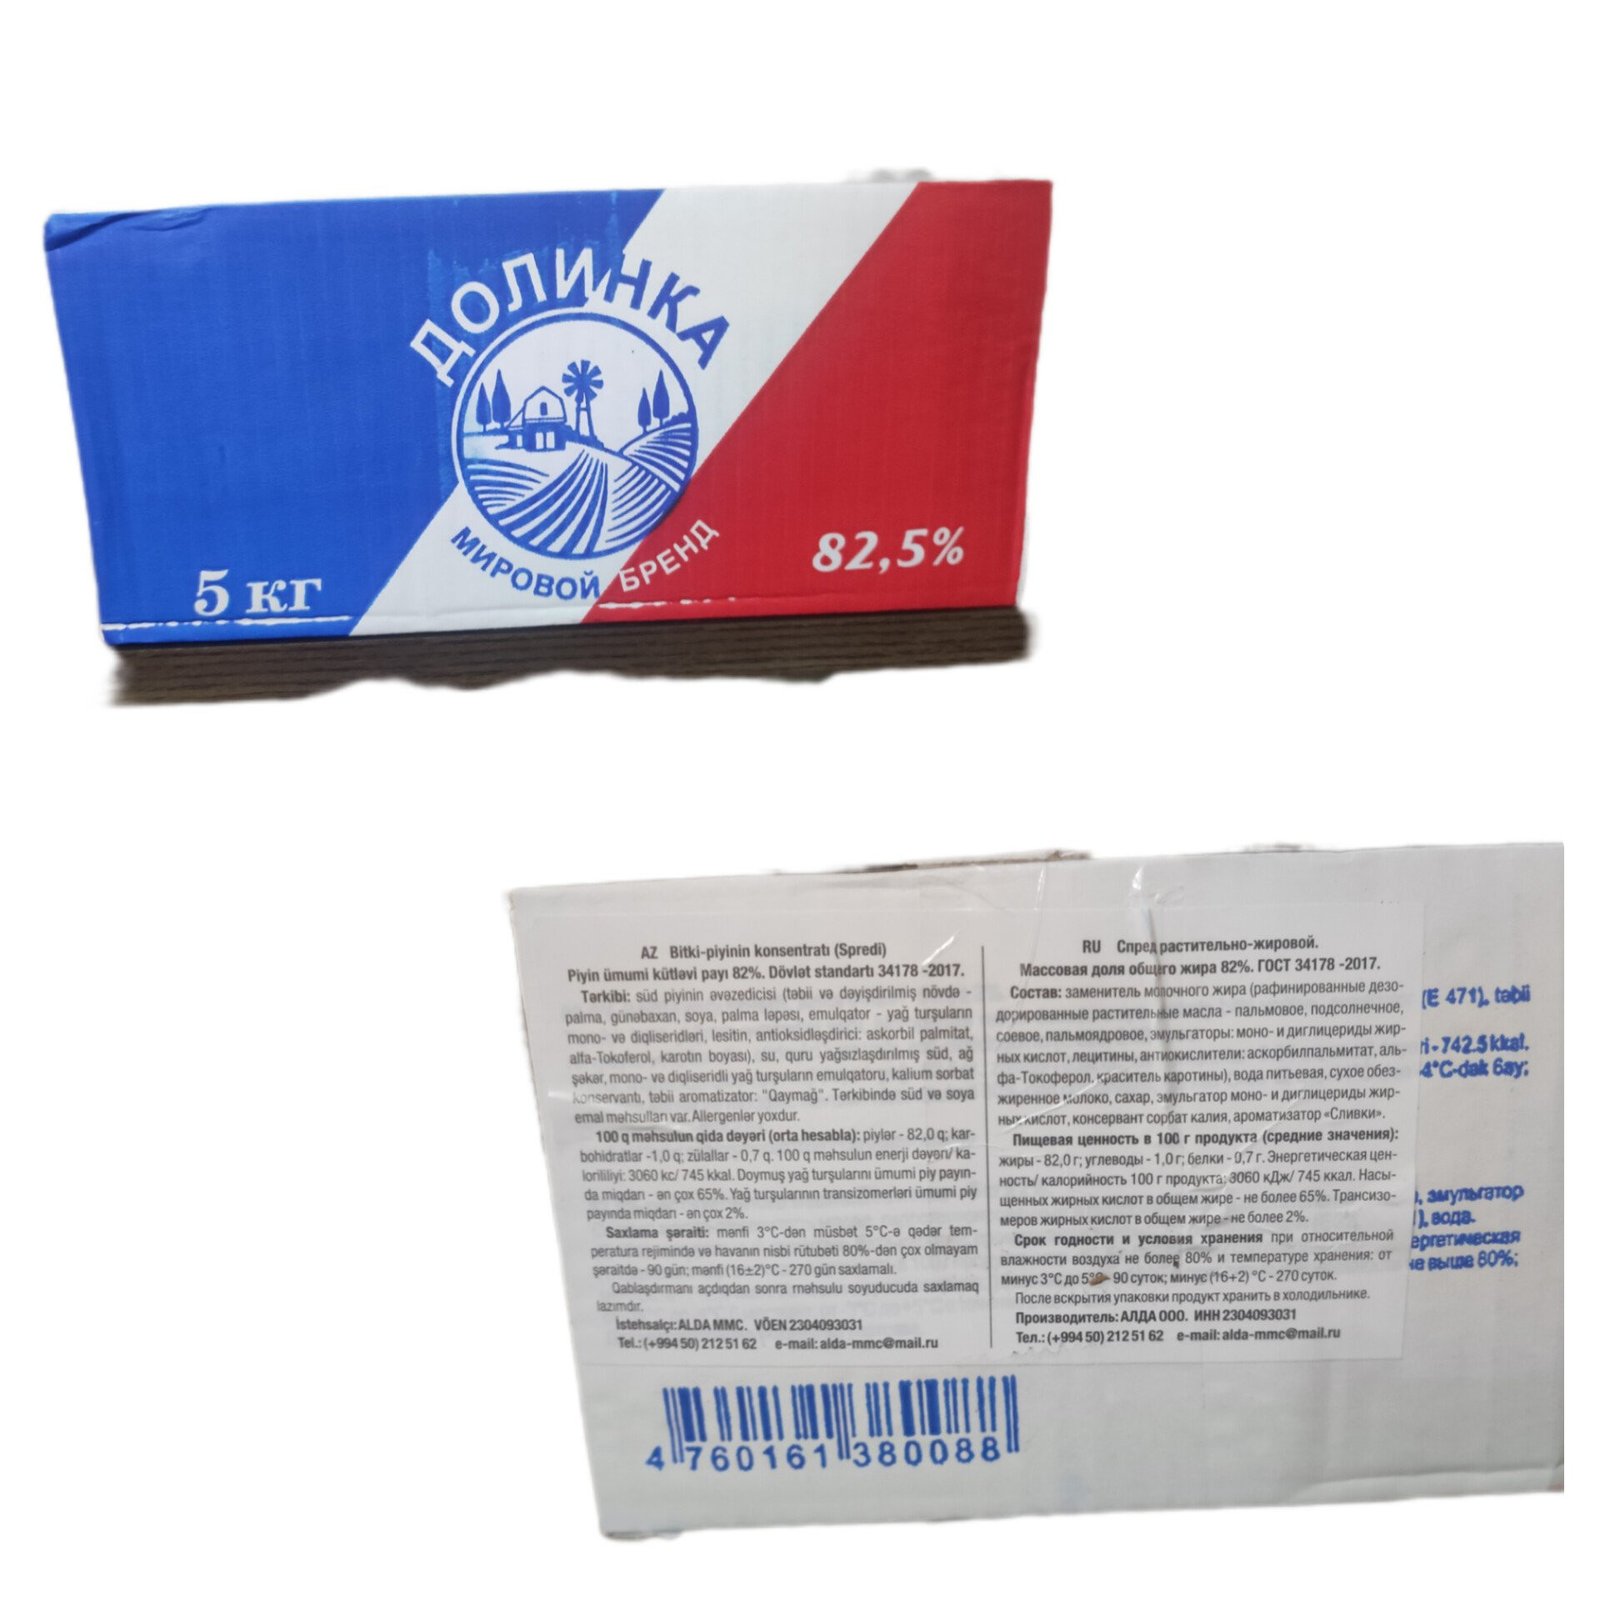 ДОЛИНКА
МИРОВОЙ БРЕНД
5 кг
82,5%
AZ Bitki-piyinin konsentratı (Spredi)
Piyin ümumi kütləvi payı 82%. Dövlət standartı 34178 -2017.
Tərkibi: süd piyinin əvəzedicisi (təbii və dəyişdirilmiş növdə -
palma, günəbaxan, soya, palma ləpəsi, emulqator - yağ turşuların
mono- və diqliseridləri, lesitin, antioksidləşdirici: askorbil palmitat,
alfa-Tokoferol, karotin boyası), su, quru yağsızlaşdırılmış süd, ağ
şəkər, mono- və diqliseridli yağ turşuların emulqatoru, kalium sorbat
konservantı, təbii aromatizator: "Qaymağ". Tərkibində süd və soya
emal məhsulları var. Allergenlər yoxdur.
100 q məhsulun qida dəyəri (orta hesabla): piylər - 82,0 q; kar-
bohidratlar -1,0 q; zülallar - 0,7 q. 100 q məhsulun enerji dəyəri/ ka-
lorililiyi: 3060 kc/ 745 kkal. Doymuş yağ turşularını ümumi piy payın-
da miqdarı - ən çox 65%. Yağ turşularının transizomerləri ümumi piy
payında miqdarı - ən çox 2%.
Saxlama şəraiti: mənfi 3°C-dən müsbət 5°C-ə qədər tem-
peratura rejimində və havanın nisbi rütubəti 80%-dən çox olmayam
şəraitdə - 90 gün; mənfi (16±2)°C - 270 gün saxlamalı.
Qablaşdırmanı açdıqdan sonra məhsulu soyuducuda saxlamaq
lazımdır.
İstehsalçı: ALDA MMC. VÖEN 2304093031
Tel.: (+994 50) 212 51 62 e-mail: alda-mmc@mail.ru
RU Спред растительно-жировой.
Массовая доля общего жира 82%. ГОСТ 34178 -2017.
Состав: заменитель молочного жира (рафинированные дезо-
дорированные растительные масла - пальмовое, подсолнечное,
соевое, пальмоядровое, эмульгаторы: моно- и диглицериды жир-
ных кислот, лецитины, антиокислители: аскорбилпальмитат, аль-
фа-Токоферол, краситель каротины), вода питьевая, сухое обез-
жиренное молоко, сахар, эмульгатор моно- и диглицериды жир-
ных кислот, консервант сорбат калия, ароматизатор «Сливки».
Пищевая ценность в 100 г продукта (средние значения):
жиры - 82,0 г; углеводы - 1,0 г; белки - 0,7 г. Энергетическая цен-
ность/ калорийность 100 г продукта: 3060 кДж/ 745 ккал. Насы-
щенных жирных кислот в общем жире - не более 65%. Трансизо-
меров жирных кислот в общем жире - не более 2%.
Срок годности и условия хранения при относительной
влажности воздуха не более 80% и температуре хранения: от
минус 3°C до 5°C - 90 суток; минус (16+2) °C - 270 суток.
После вскрытия упаковки продукт хранить в холодильнике.
Производитель: АЛДА ООО. ИНН 2304093031
Тел.: (+994 50) 212 51 62 e-mail: alda-mmc@mail.ru
(E 471), təbii
- 742.5 kkal.
4°C-dək 6ay;
, эмульгатор
), вода.
ергетическая
не выше 80%;
4 760161 380088